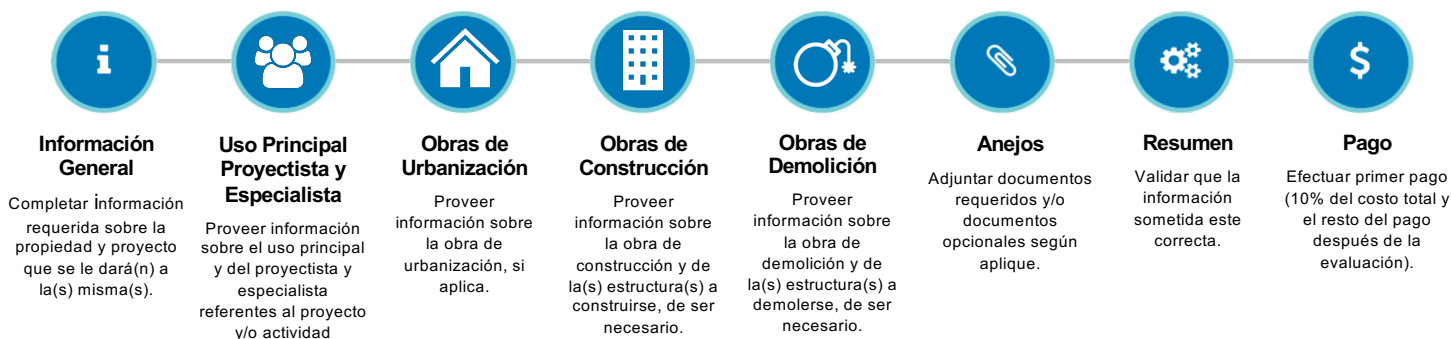 Información
General
Completar información
requerida sobre la
propiedad y proyecto
que se le dará(n) a
la(s) misma(s).
Uso Principal
Proyectista y
Especialista
Proveer información
sobre el uso principal
y del proyectista y
especialista
referentes al proyecto
y/o actividad
Obras de
Urbanización
Proveer
información sobre
la obra de
urbanización, si
aplica.
Obras de
Construcción
Proveer
información sobre
la obra de
construcción y de
la(s) estructura(s) a
construirse, de ser
necesario.
Obras de
Demolición
Proveer
información sobre
la obra de
demolición y de
la(s) estructura(s) a
demolerse, de ser
necesario.
Anejos
Adjuntar documentos
requeridos y/o
documentos
opcionales según
aplique.
Resumen
Validar que la
información
sometida este
correcta.
Pago
Efectuar primer pago
(10% del costo total y
el resto del pago
después de la
evaluación).